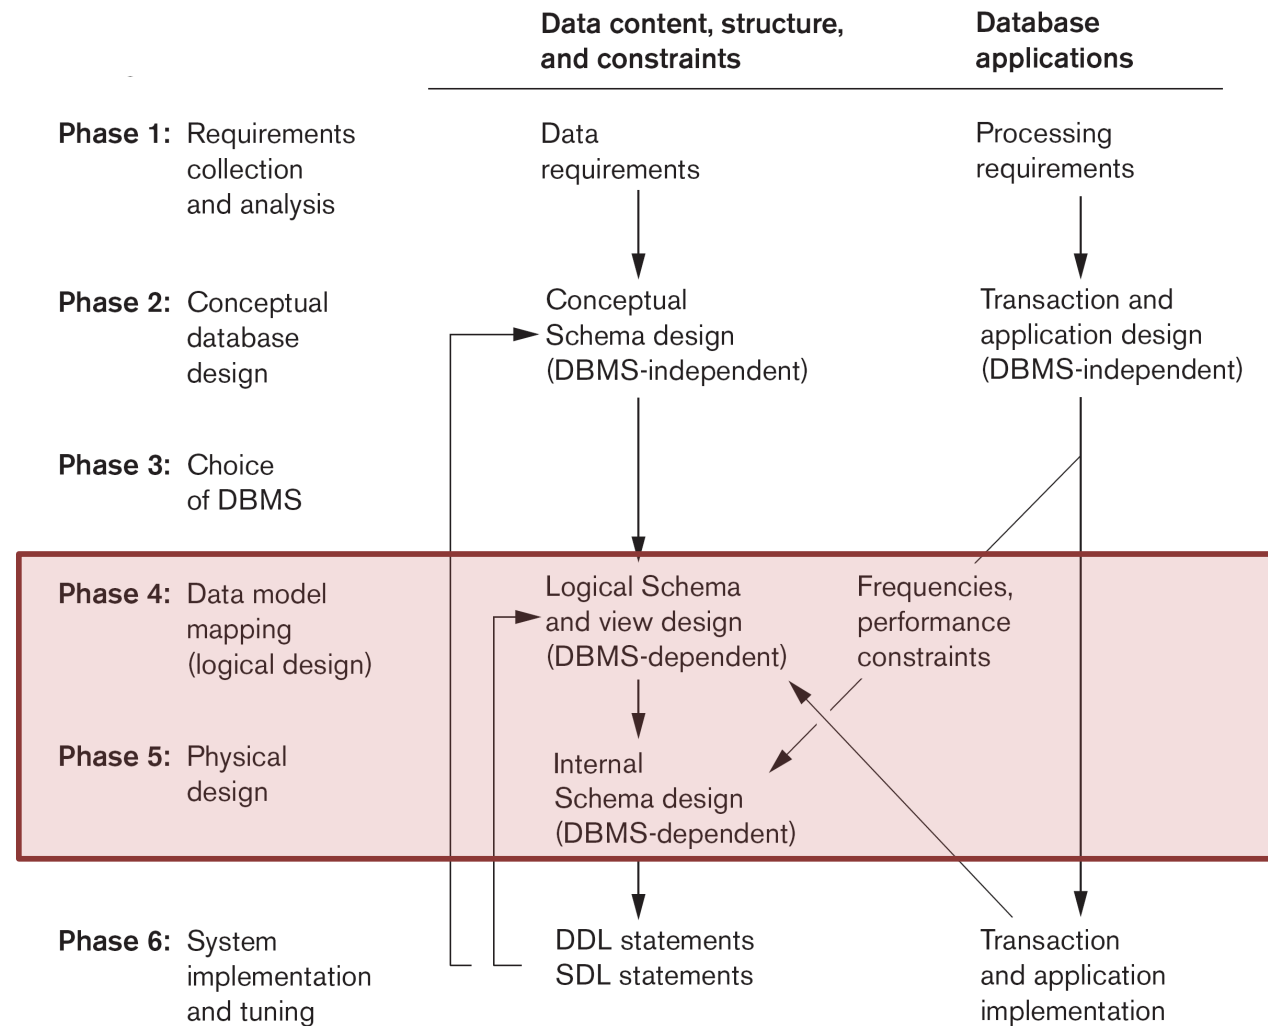 Data content, structure,
and constraints
Database
applications
Phase 1: Requirements
collection
and analysis
Data
requirements
Processing
requirements
Phase 2: Conceptual
database
design
Conceptual
Schema design
(DBMS-independent)
Transaction and
application design
(DBMS-independent)
Phase 3: Choice
of DBMS
Phase 4: Data model
mapping
(logical design)
Logical Schema
and view design
(DBMS-dependent)
Frequencies,
performance
constraints
Phase 5: Physical
design
Internal
Schema design
(DBMS-dependent)
Phase 6: System
implementation
and tuning
DDL statements
SDL statements
Transaction
and application
implementation